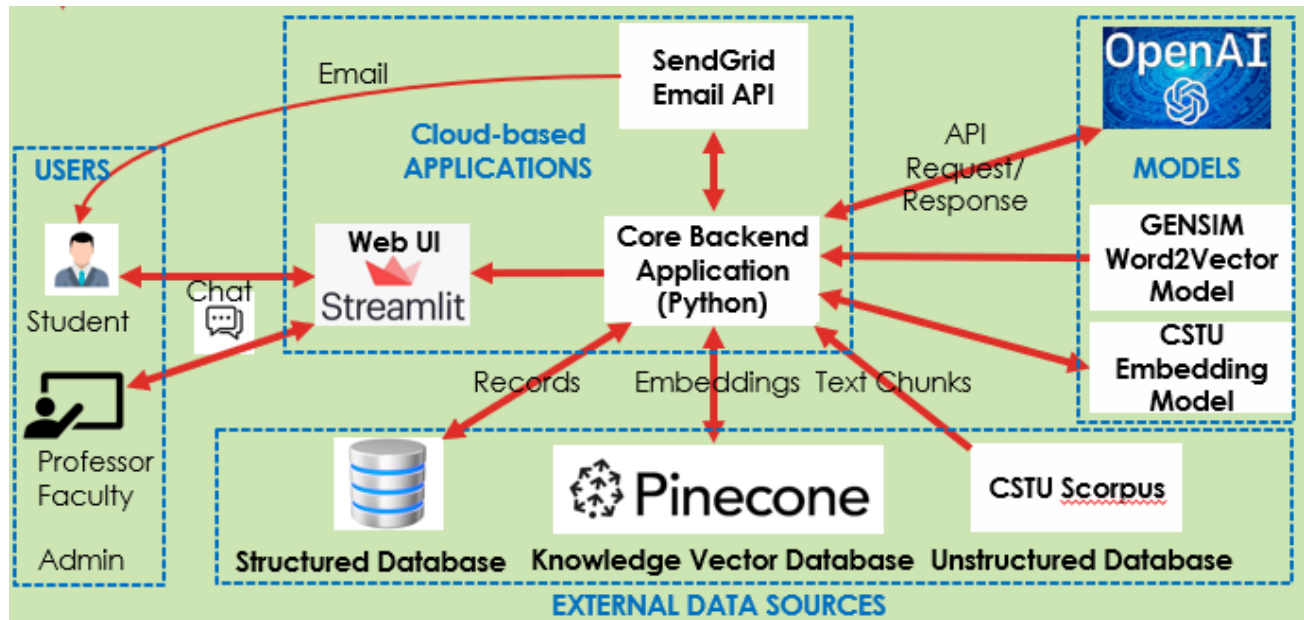 SendGrid
Email API
Email
Cloud-based
APPLICATIONS
OpenAI
API
Request/
Response
MODELS
USERS
Student
Chat
Web UI
Streamlit
Core Backend
Application
(Python)
GENSIM
Word2Vector
Model
CSTU
Embedding
Model
Professor
Faculty
Admin
Records
Embeddings
Text Chunks
Pinecone
CSTU Scorpus
Structured Database
Knowledge Vector Database
Unstructured Database
EXTERNAL DATA SOURCES